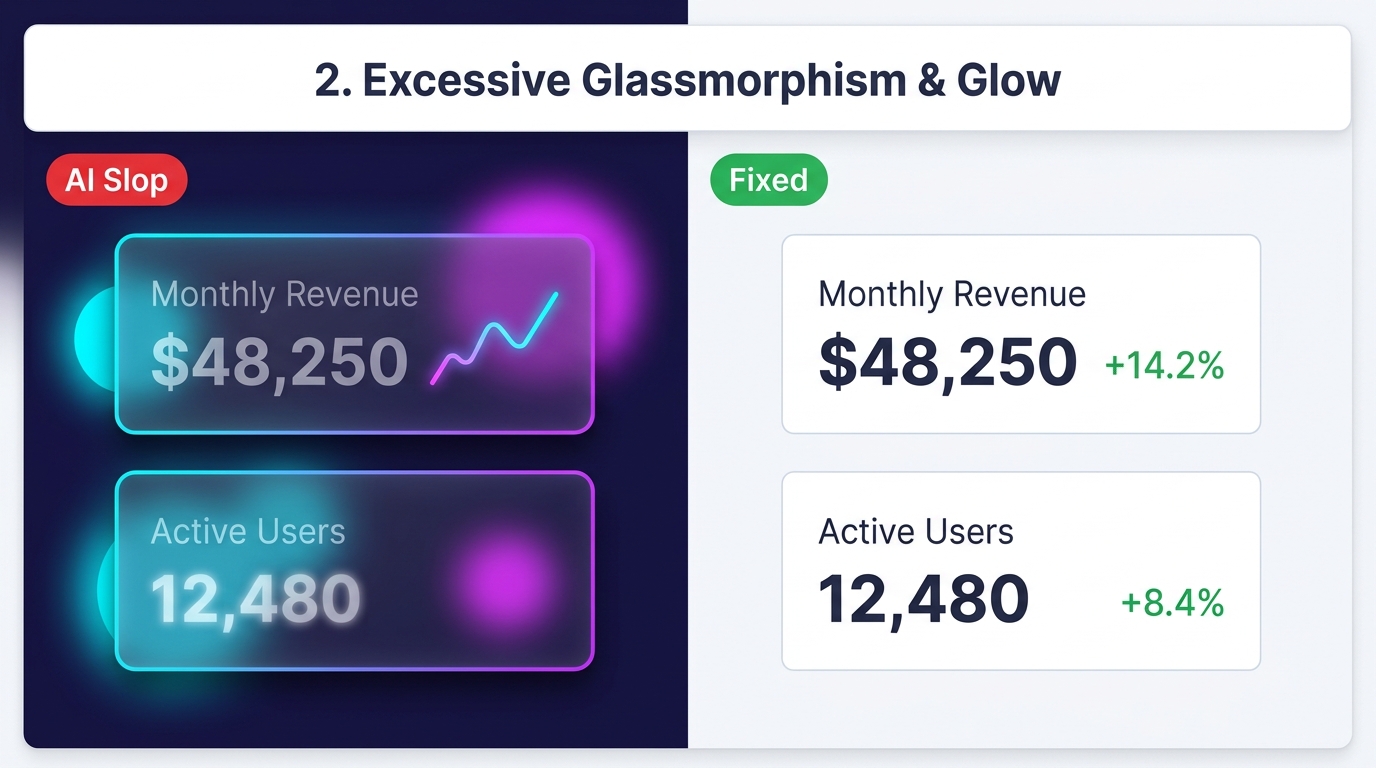 2. Excessive Glassmorphism & Glow
AI Slop
Monthly Revenue
$48,250
Active Users
12,480
Fixed
Monthly Revenue
$48,250 +14.2%
Active Users
12,480 +8.4%